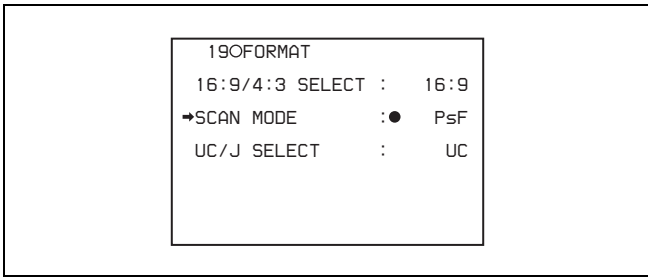 19○FORMAT
16:9/4:3 SELECT : 16:9
➡SCAN MODE :● PsF
UC/J SELECT : UC